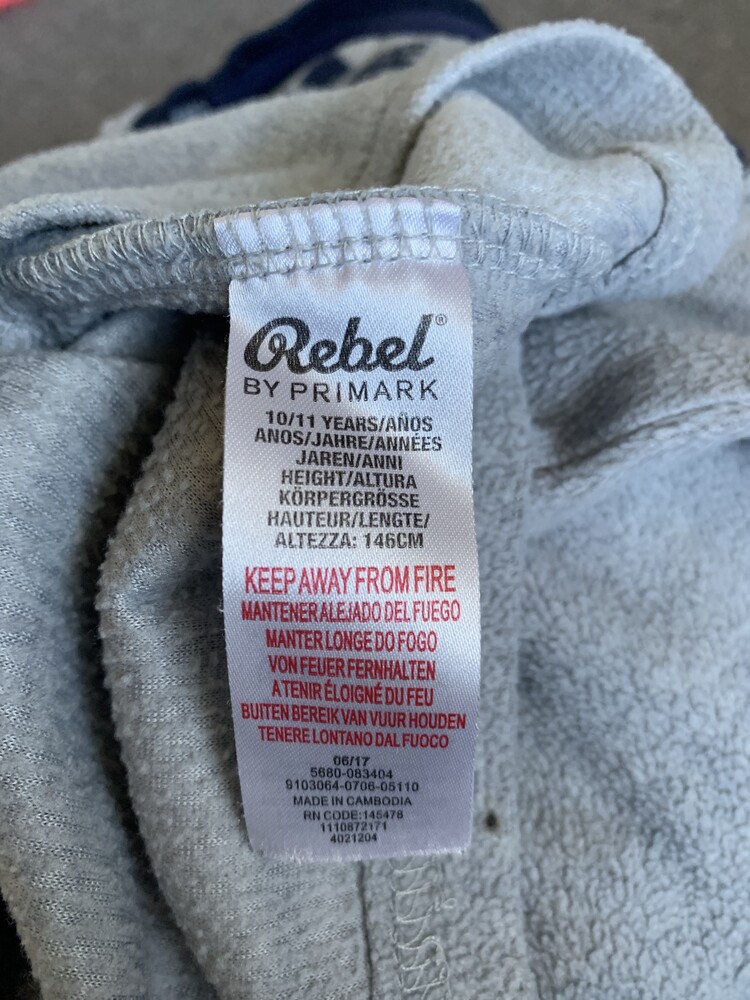 Rebel®
BY PRIMARK
10/11 YEARS/AÑOS
ANOS/JAHRE/ANNÉES
JAREN/ANNI
HEIGHT/ALTURA
KÖRPERGRÖSSE
HAUTEUR/LENGTE/
ALTEZZA: 146CM
KEEP AWAY FROM FIRE
MANTENER ALEJADO DEL FUEGO
MANTER LONGE DO FOGO
VON FEUER FERNHALTEN
A TENIR ÉLOIGNÉ DU FEU
BUITEN BEREIK VAN VUUR HOUDEN
TENERE LONTANO DAL FUOCO
06/17
5680-083404
9103064-0706-05110
MADE IN CAMBODIA
RN CODE:145478
1110872171
4021204